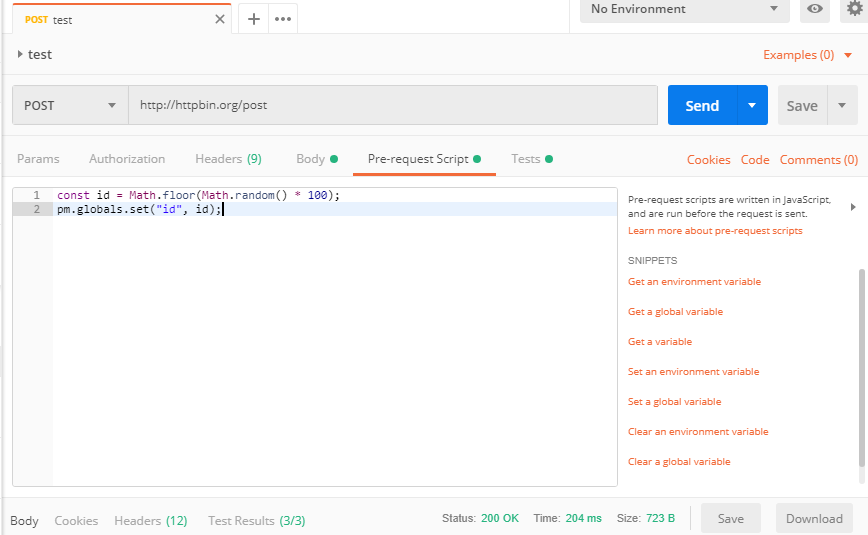 POST test
No Environment
test
Examples (0)
POST http://httpbin.org/post Send Save
Params Authorization Headers (9) Body Pre-request Script Tests Cookies Code Comments (0)
1 const id = Math.floor(Math.random() * 100);
2 pm.globals.set("id", id);
Pre-request scripts are written in JavaScript,
and are run before the request is sent.
Learn more about pre-request scripts
SNIPPETS
Get an environment variable
Get a global variable
Get a variable
Set an environment variable
Set a global variable
Clear an environment variable
Clear a global variable
Body Cookies Headers (12) Test Results (3/3) Status: 200 OK Time: 204 ms Size: 723 B Save Download